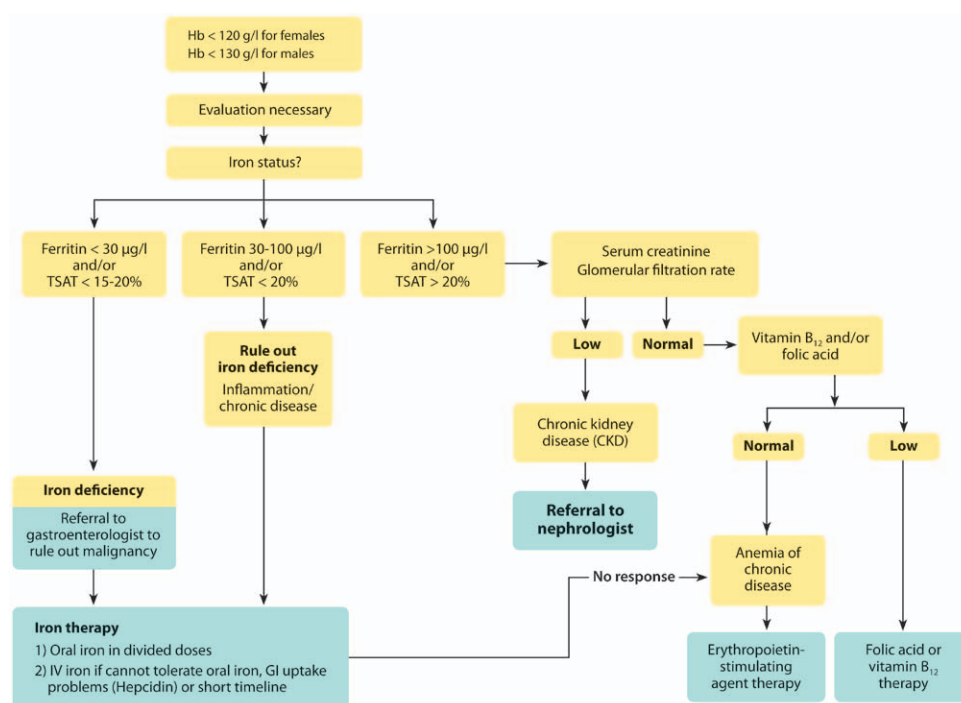 Hb < 120 g/l for females
Hb < 130 g/l for males
Evaluation necessary
Iron status?
Ferritin < 30 µg/l
and/or
TSAT < 15-20%
Ferritin 30-100 µg/l
and/or
TSAT < 20%
Ferritin >100 µg/l
and/or
TSAT > 20%
Serum creatinine
Glomerular filtration rate
Rule out
iron deficiency
Inflammation/
chronic disease
Low
Normal
Vitamin B₁₂ and/or
folic acid
Chronic kidney
disease (CKD)
Normal
Low
Iron deficiency
Referral to
gastroenterologist to
rule out malignancy
Referral to
nephrologist
Anemia of
chronic
disease
No response
Iron therapy
1) Oral iron in divided doses
2) IV iron if cannot tolerate oral iron, GI uptake
problems (Hepcidin) or short timeline
Erythropoietin-
stimulating
agent therapy
Folic acid or
vitamin B₁₂
therapy